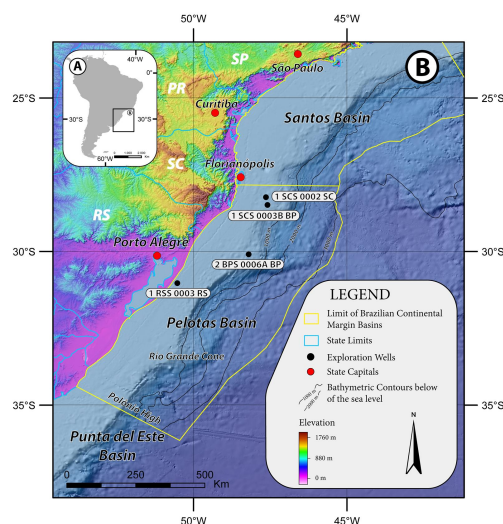 50°W
45°W
A
40°W
0°
30°S
30°S
60°W
B
SP
São Paulo
PR
Curitiba
25°S
25°S
Santos Basin
SC
Florianopolis
1 SCS 0002 SC
1 SCS 0003B BP
RS
Porto Alegre
30°S
30°S
2 BPS 0006A BP
1 RSS 0003 RS
Pelotas Basin
Rio Grande Cone
Polonio High
35°S
35°S
Punta del Este
Basin
0 250 500
Km
LEGEND
Limit of Brazilian Continental
Margin Basins
State Limits
Exploration Wells
State Capitals
Bathymetric Contours below
of the sea level
Elevation
1760 m
880 m
0 m
N
50°W
45°W